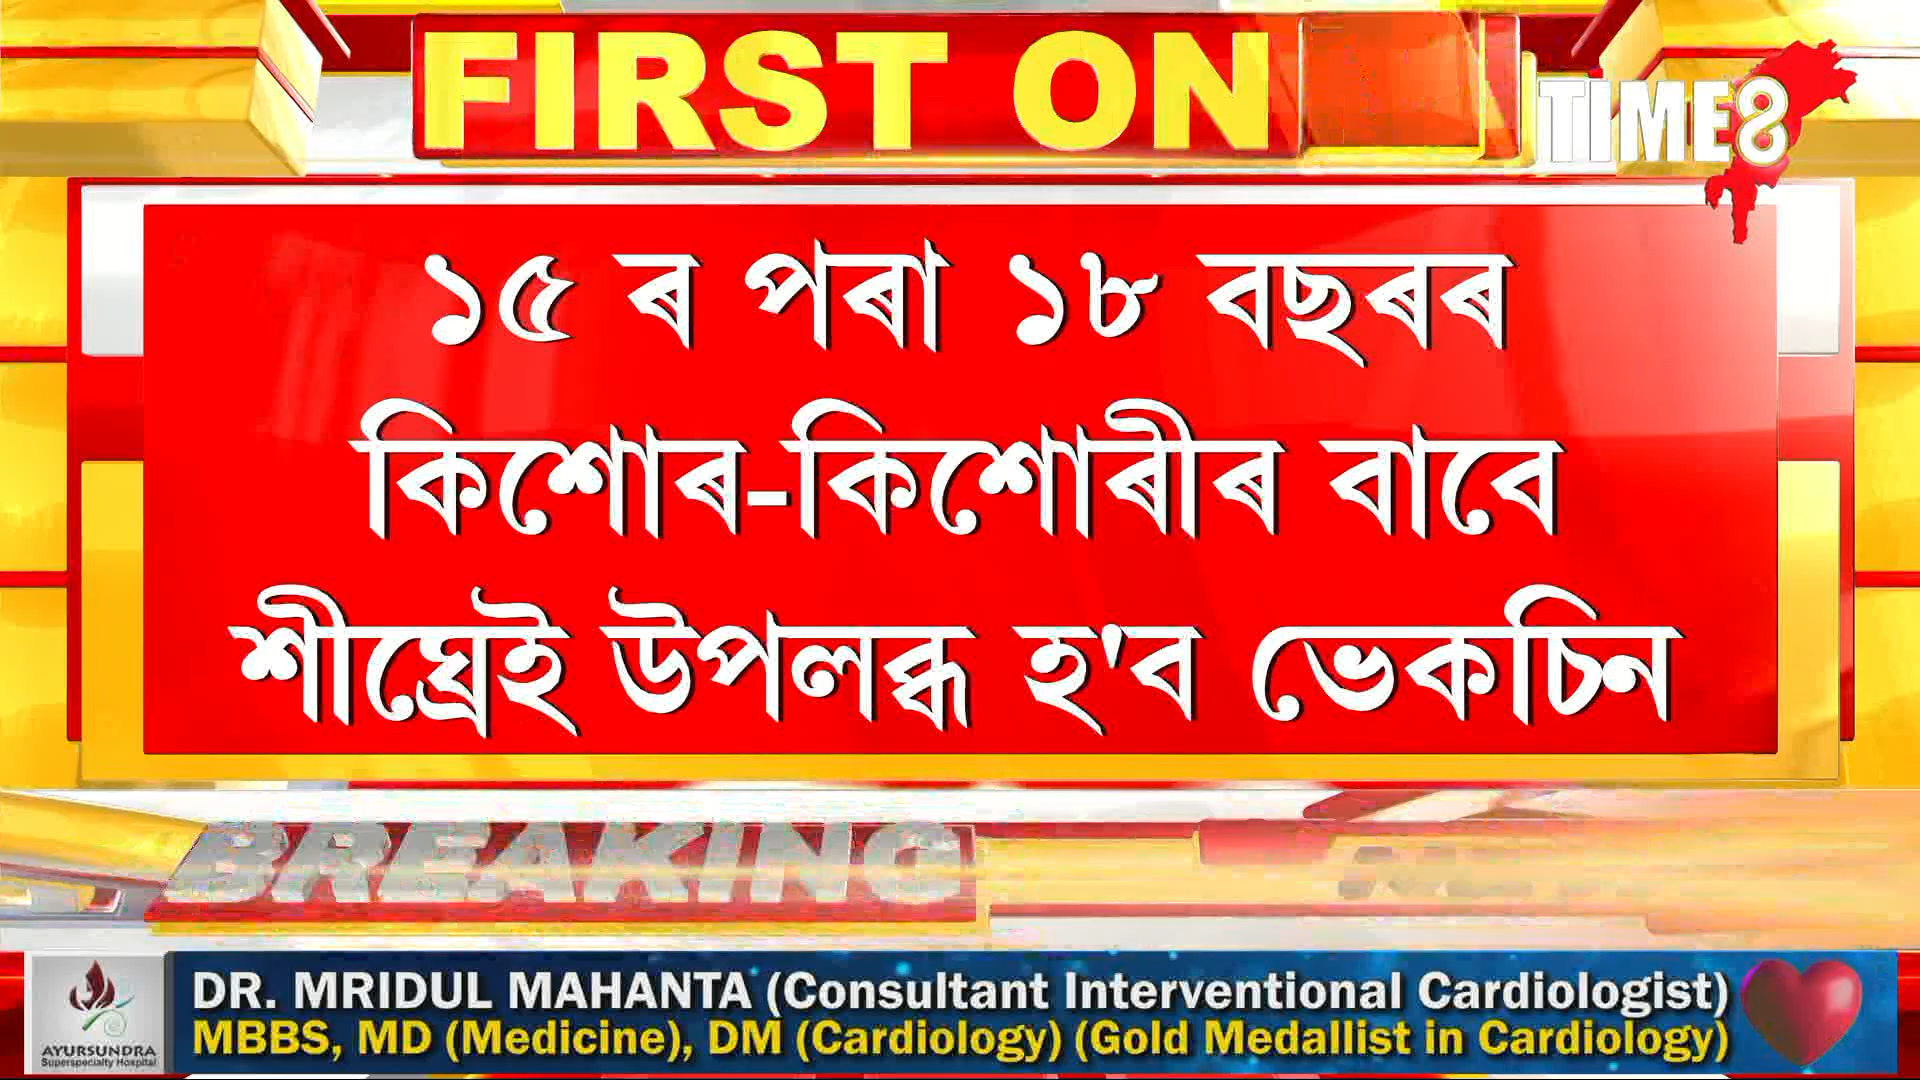 FIRST ON
TIME8
১৫ ৰ পৰা ১৮ বছৰৰ
কিশোৰ-কিশোৰীৰ বাবে
শীঘ্ৰেই উপলব্ধ হ'ব ভেকচিন
BREAKING
DR. MRIDUL MAHANTA (Consultant Interventional Cardiologist)
MBBS, MD (Medicine), DM (Cardiology) (Gold Medallist in Cardiology)
AYURSUNDRA
Superspecialty Hospital